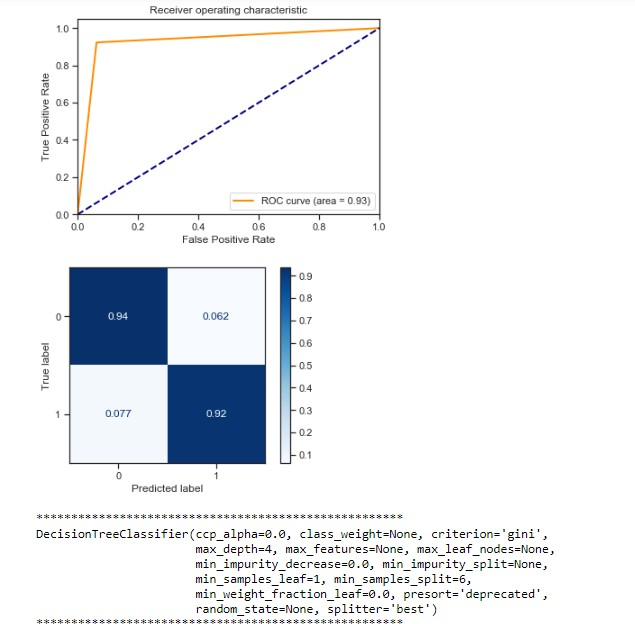 Receiver operating characteristic
1.0
0.8
0.6
0.4
0.2
0.0
True Positive Rate
ROC curve (area = 0.93)
0.0 0.2 0.4 0.6 0.8 1.0
False Positive Rate
0.94 0.062
0.077 0.92
0
1
True label
0 1
Predicted label
0.9
0.8
0.7
0.6
0.5
0.4
0.3
0.2
0.1
****************************************************
DecisionTreeClassifier(ccp_alpha=0.0, class_weight=None, criterion='gini',
max_depth=4, max_features=None, max_leaf_nodes=None,
min_impurity_decrease=0.0, min_impurity_split=None,
min_samples_leaf=1, min_samples_split=6,
min_weight_fraction_leaf=0.0, presort='deprecated',
random_state=None, splitter='best')
****************************************************